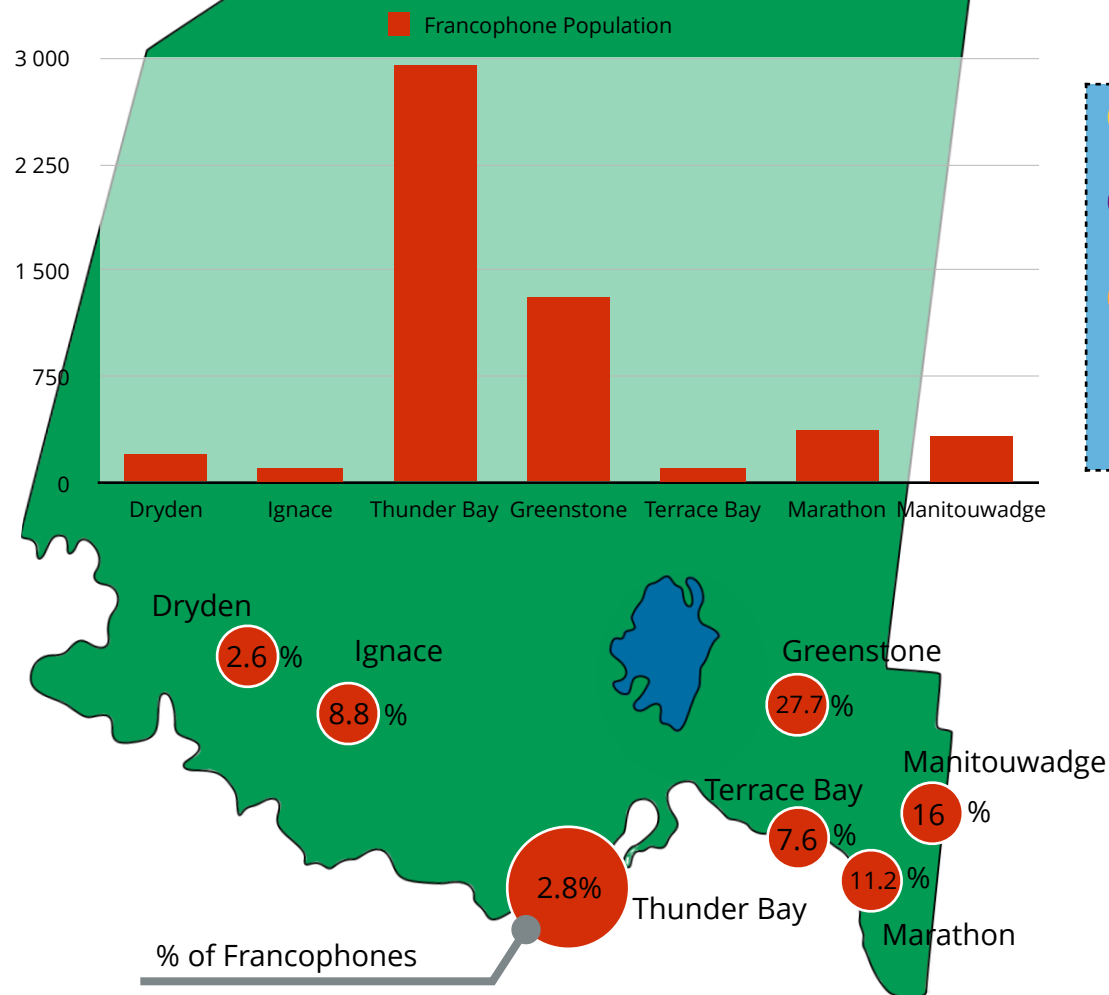 Francophone Population
3 000
2 250
1 500
750
0
Dryden Ignace Thunder Bay Greenstone Terrace Bay Marathon Manitouwadge
Dryden
2.6 %
Ignace
8.8 %
Greenstone
27.7 %
Manitouwadge
16 %
Terrace Bay
7.6 %
11.2 %
Marathon
2.8%
Thunder Bay
% of Francophones